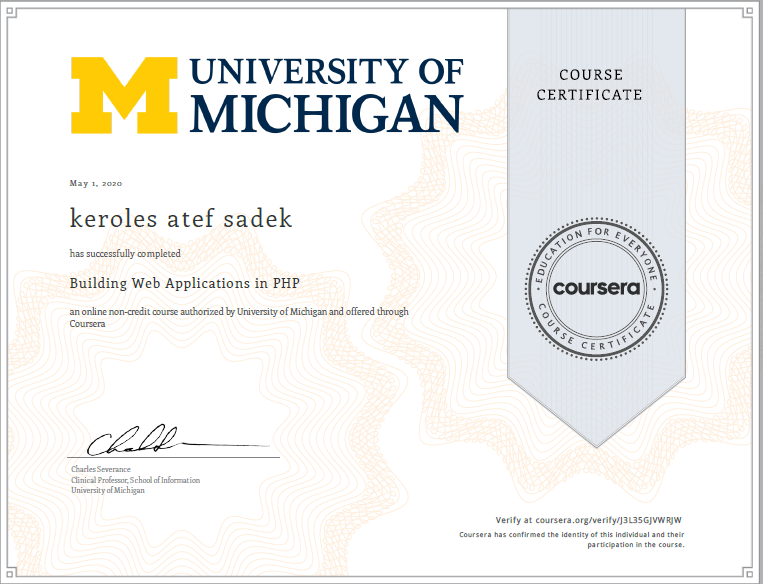 UNIVERSITY OF
MICHIGAN
COURSE
CERTIFICATE
May 1, 2020
keroles atef sadek
has successfully completed
Building Web Applications in PHP
an online non-credit course authorized by University of Michigan and offered through
Coursera
EDUCATION FOR EVERYONE
coursera
COURSE CERTIFICATE
Charles Severance
Clinical Professor, School of Information
University of Michigan
Verify at coursera.org/verify/J3L35GJVWRJW
Coursera has confirmed the identity of this individual and their
participation in the course.